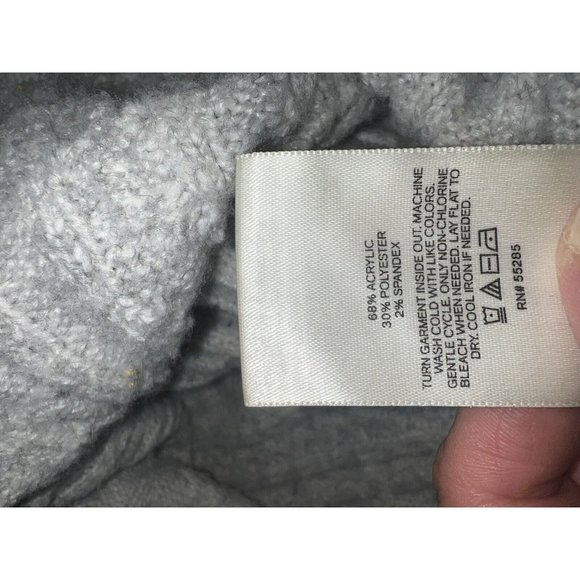 68% ACRYLIC
30% POLYESTER
2% SPANDEX
TURN GARMENT INSIDE OUT. MACHINE
WASH COLD WITH LIKE COLORS.
GENTLE CYCLE. ONLY NON-CHLORINE
BLEACH WHEN NEEDED. LAY FLAT TO
DRY. COOL IRON IF NEEDED.
RN# 55285